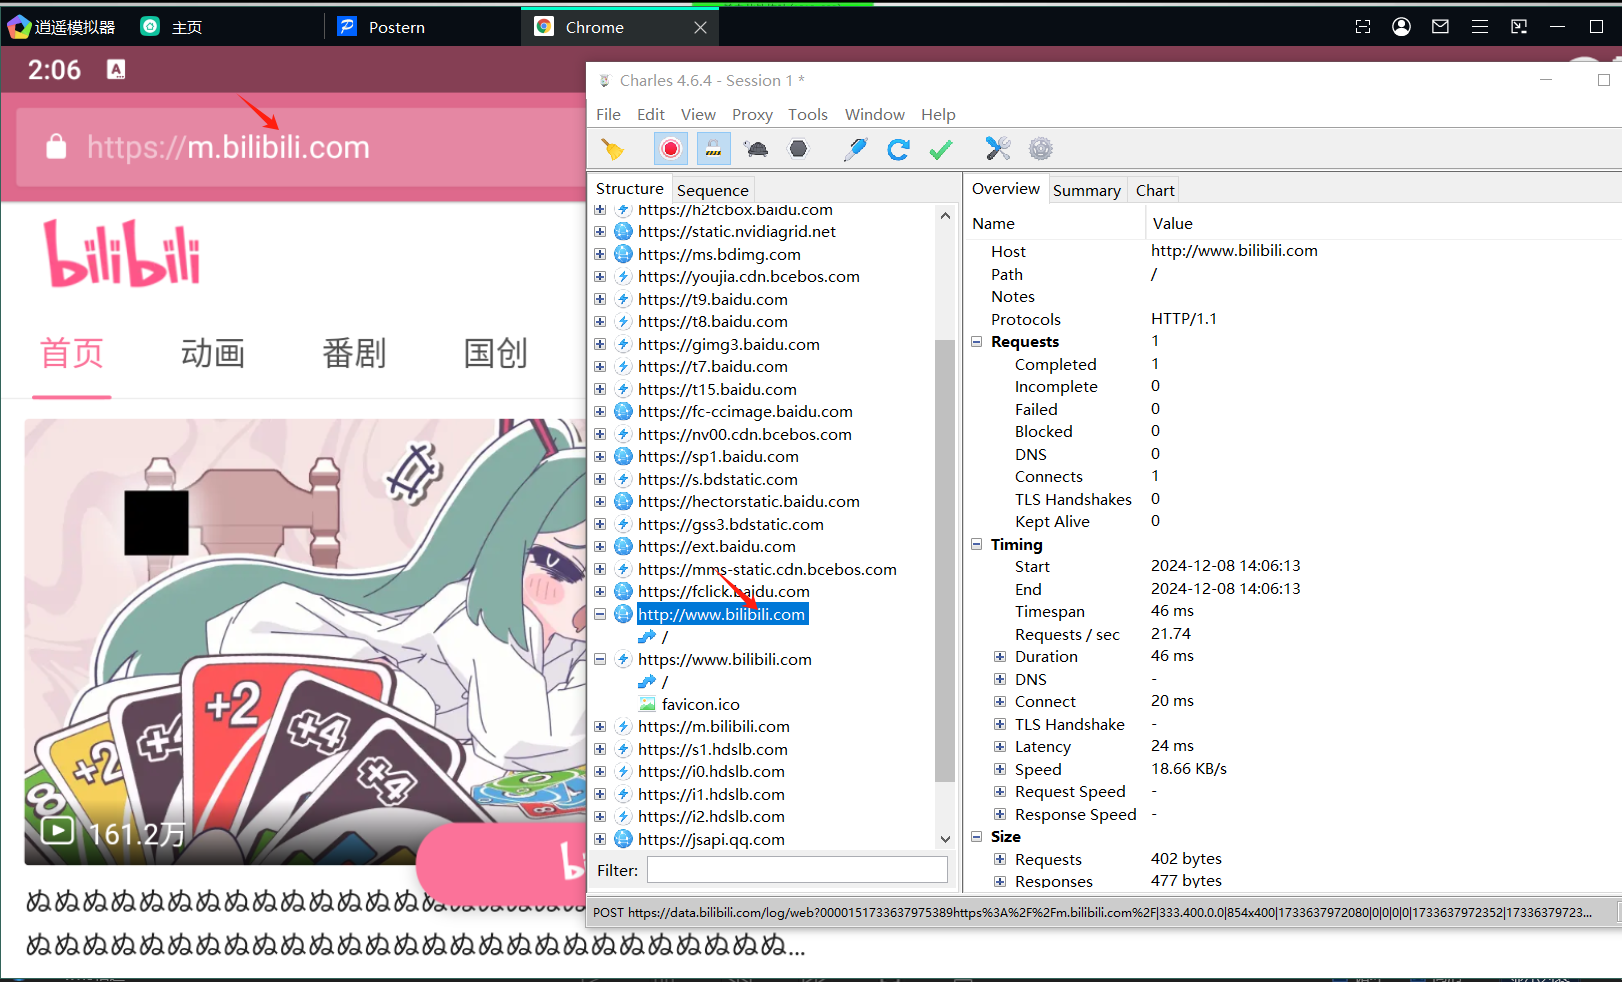 逍遥模拟器 主页 Postern Chrome
2:06 A
https://m.bilibili.com
bilibili
首页 动画 番剧 国创
+2
+4
+2
+4
+4
8
161.2万
ぬぬぬぬぬぬぬぬぬぬぬぬぬぬぬぬぬぬぬぬ
ぬぬぬぬぬぬぬぬぬぬぬぬぬぬぬぬぬぬぬぬぬぬぬぬぬぬぬ...
Charles 4.6.4 - Session 1 *
File Edit View Proxy Tools Window Help
Structure Sequence
https://h2tcbox.baidu.com
https://static.nvidiagrid.net
https://ms.bdimg.com
https://youjia.cdn.bcebos.com
https://t9.baidu.com
https://t8.baidu.com
https://gimg3.baidu.com
https://t7.baidu.com
https://t15.baidu.com
https://fc-ccimage.baidu.com
https://nv00.cdn.bcebos.com
https://sp1.baidu.com
https://s.bdstatic.com
https://hectorstatic.baidu.com
https://gss3.bdstatic.com
https://ext.baidu.com
https://mms-static.cdn.bcebos.com
https://fclick.baidu.com
http://www.bilibili.com
/
https://www.bilibili.com
/
favicon.ico
https://m.bilibili.com
https://s1.hdslb.com
https://i0.hdslb.com
https://i1.hdslb.com
https://i2.hdslb.com
https://jsapi.qq.com
Filter:
Overview Summary Chart
Name Value
Host http://www.bilibili.com
Path /
Notes
Protocols HTTP/1.1
Requests 1
Completed 1
Incomplete 0
Failed 0
Blocked 0
DNS 0
Connects 1
TLS Handshakes 0
Kept Alive 0
Timing
Start 2024-12-08 14:06:13
End 2024-12-08 14:06:13
Timespan 46 ms
Requests / sec 21.74
Duration 46 ms
DNS -
Connect 20 ms
TLS Handshake -
Latency 24 ms
Speed 18.66 KB/s
Request Speed -
Response Speed -
Size
Requests 402 bytes
Responses 477 bytes
POST https://data.bilibili.com/log/web?0000151733637975389https%3A%2F%2Fm.bilibili.com%2F|333.400.0.0|854x400|1733637972080|0|0|0|0|1733637972352|17336379723...